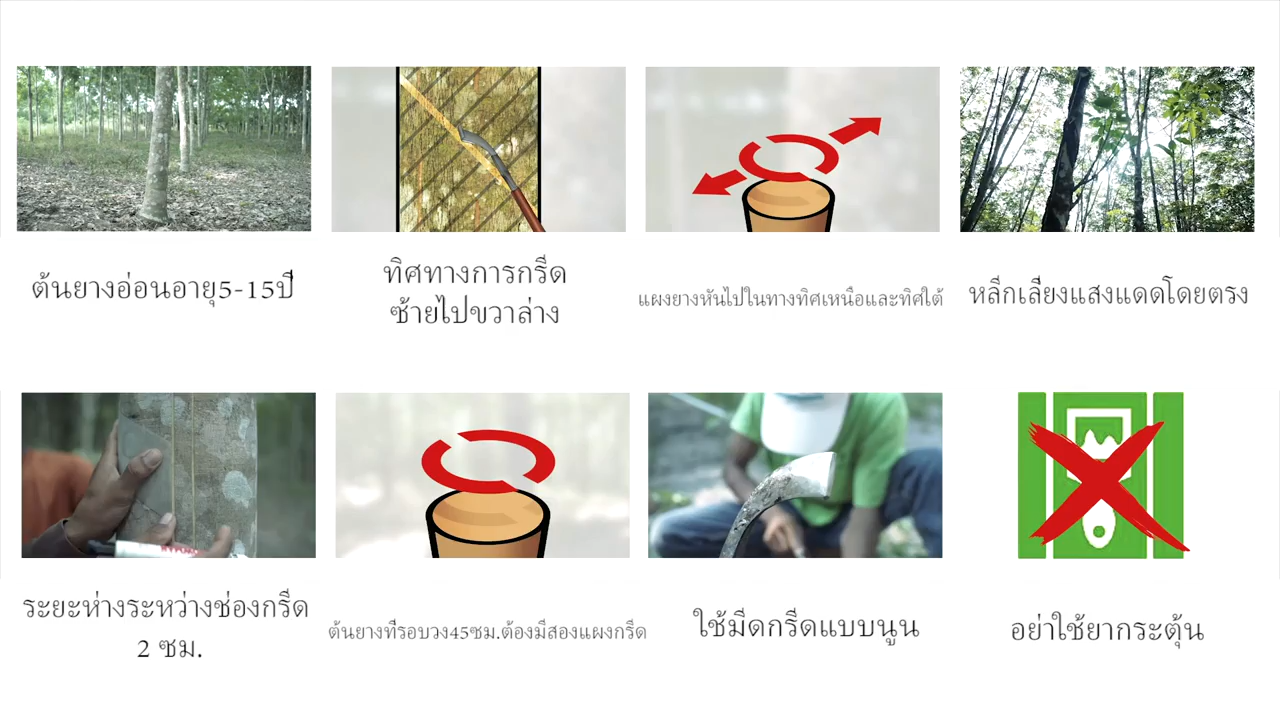 ต้นยางอ่อนอายุ5-15ปี
ทิศทางการกรีด
ซ้ายไปขวาล่าง
แผงยางหันไปในทางทิศเหนือและทิศใต้
หลีกเลี่ยงแสงแดดโดยตรง
ระยะห่างระหว่างช่องกรีด
2 ซม.
ต้นยางที่รอบวง45ซม.ต้องมีสองแผงกรีด
ใช้มีดกรีดแบบนูน
อย่าใช้ยากระตุ้น